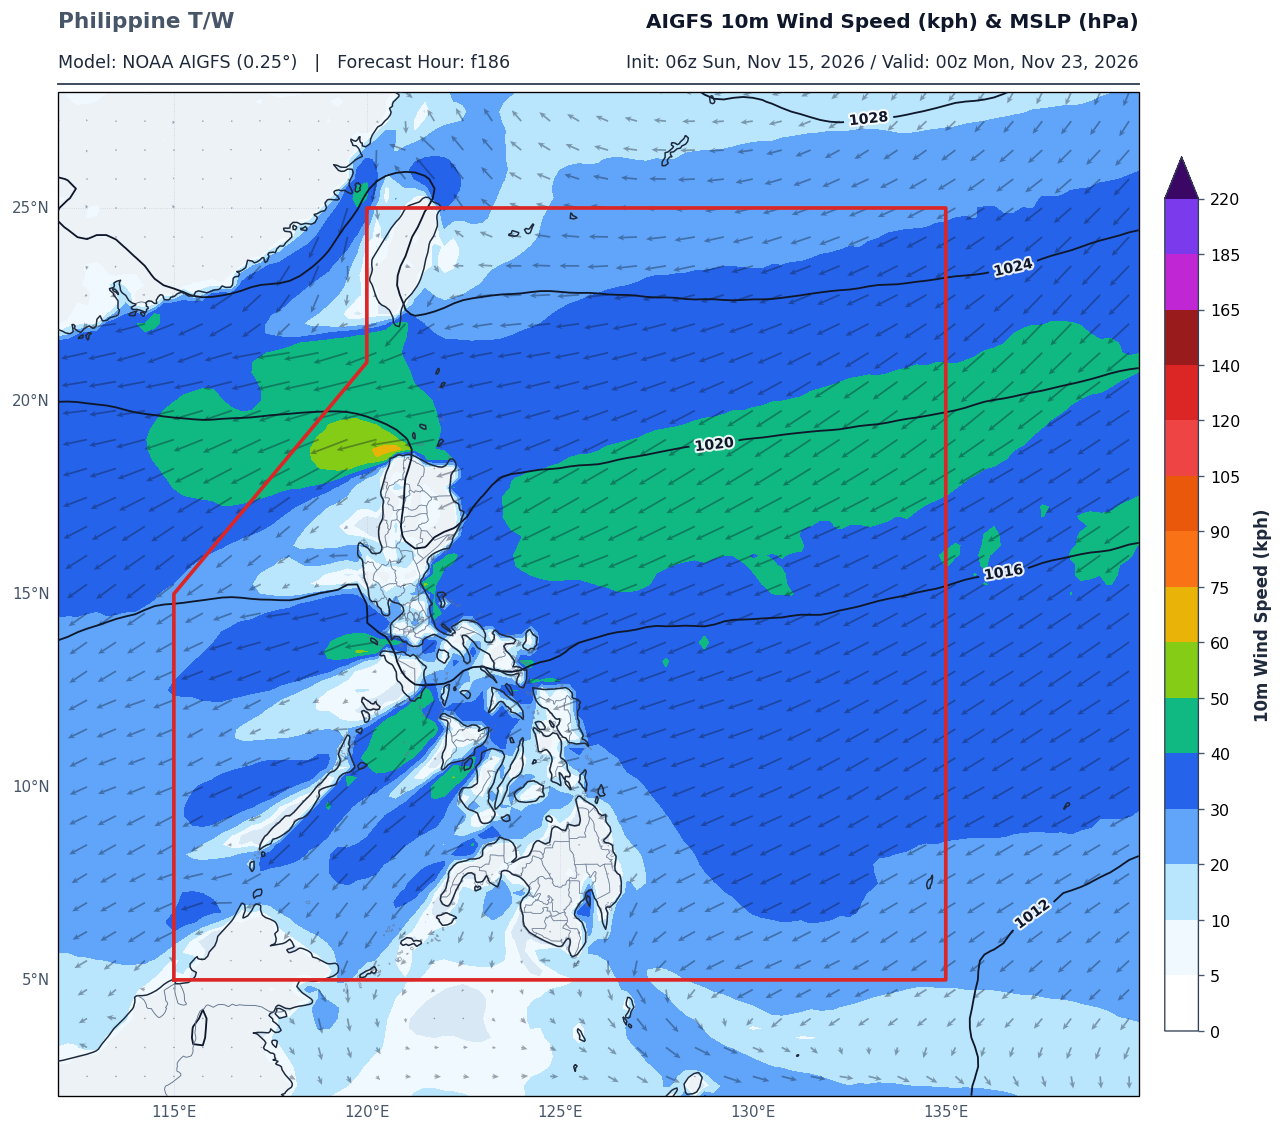 Philippine T/W
AIGFS 10m Wind Speed (kph) & MSLP (hPa)
Model: NOAA AIGFS (0.25°)   |   Forecast Hour: f186
Init: 06z Sun, Nov 15, 2026 / Valid: 00z Mon, Nov 23, 2026
1028
1024
1020
1016
1012
25°N
20°N
15°N
10°N
5°N
115°E
120°E
125°E
130°E
135°E
220
185
165
140
120
105
90
75
60
50
40
30
20
10
5
0
10m Wind Speed (kph)